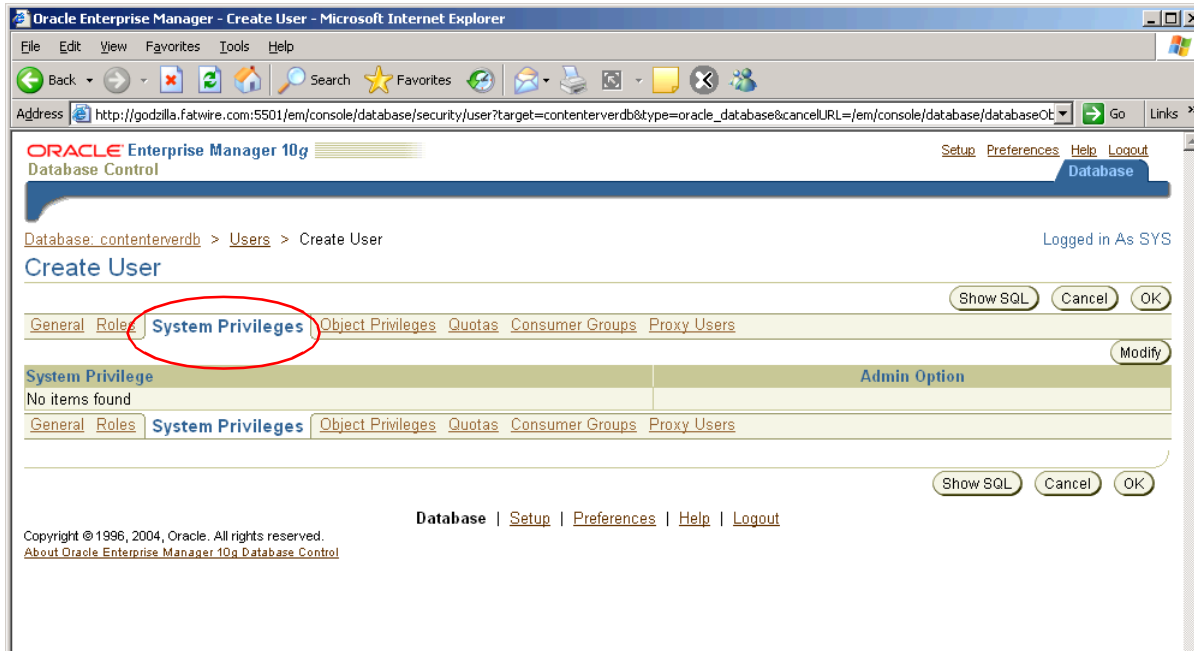 Oracle Enterprise Manager - Create User - Microsoft Internet Explorer
File Edit View Favorites Tools Help
Back Search Favorites
Address http://godzilla.fatwire.com:5501/em/console/database/security/user?target=contenterverdb&type=oracle_database&cancelURL=/em/console/database/databaseOb Go Links
ORACLE Enterprise Manager 10g
Database Control
Setup Preferences Help Logout
Database
Database: contenterverdb > Users > Create User Logged in As SYS
Create User
Show SQL Cancel OK
General Roles System Privileges Object Privileges Quotas Consumer Groups Proxy Users
Modify
System Privilege Admin Option
No items found
General Roles System Privileges Object Privileges Quotas Consumer Groups Proxy Users
Show SQL Cancel OK
Database | Setup | Preferences | Help | Logout
Copyright © 1996, 2004, Oracle. All rights reserved.
About Oracle Enterprise Manager 10g Database Control